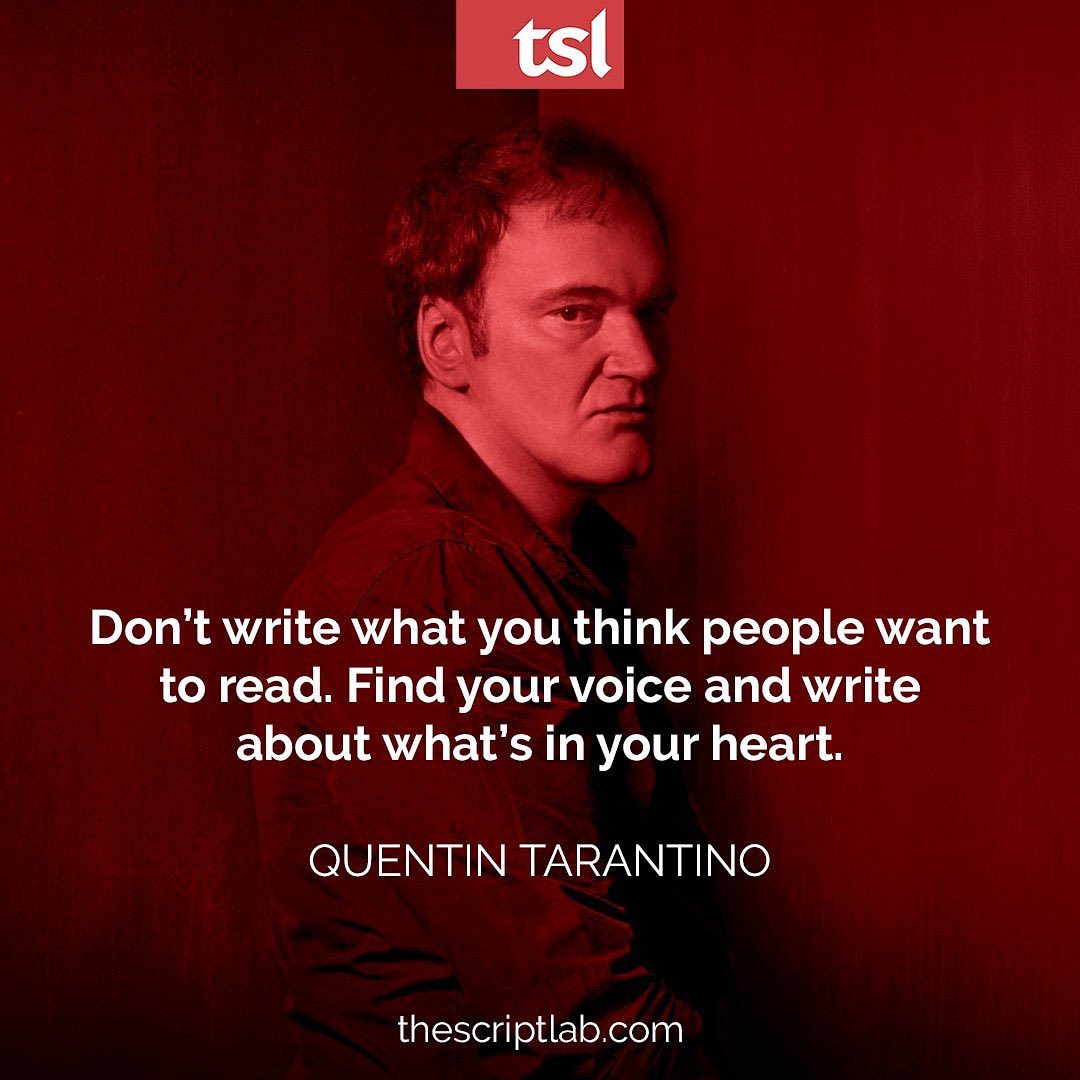 tsl
Don’t write what you think people want
to read. Find your voice and write
about what’s in your heart.
QUENTIN TARANTINO
thescriptlab.com